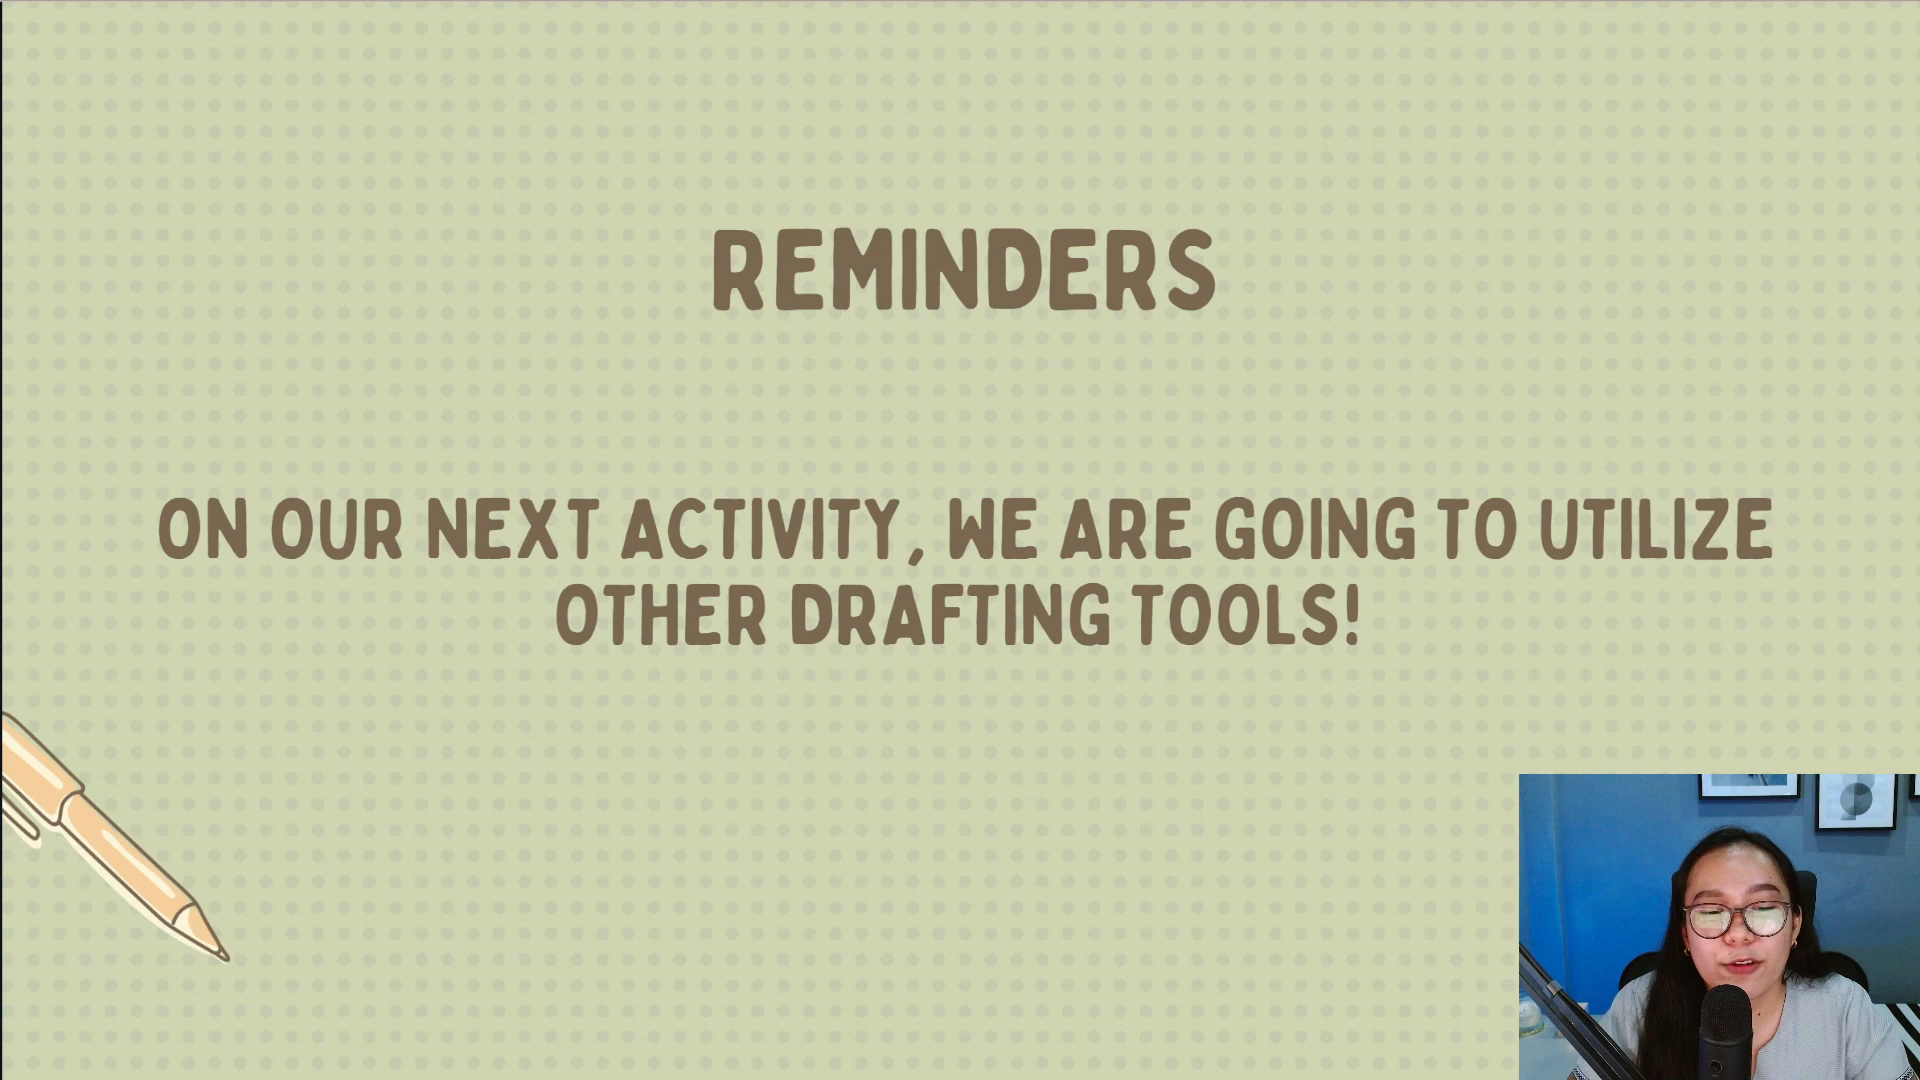 REMINDERS
ON OUR NEXT ACTIVITY, WE ARE GOING TO UTILIZE
OTHER DRAFTING TOOLS!